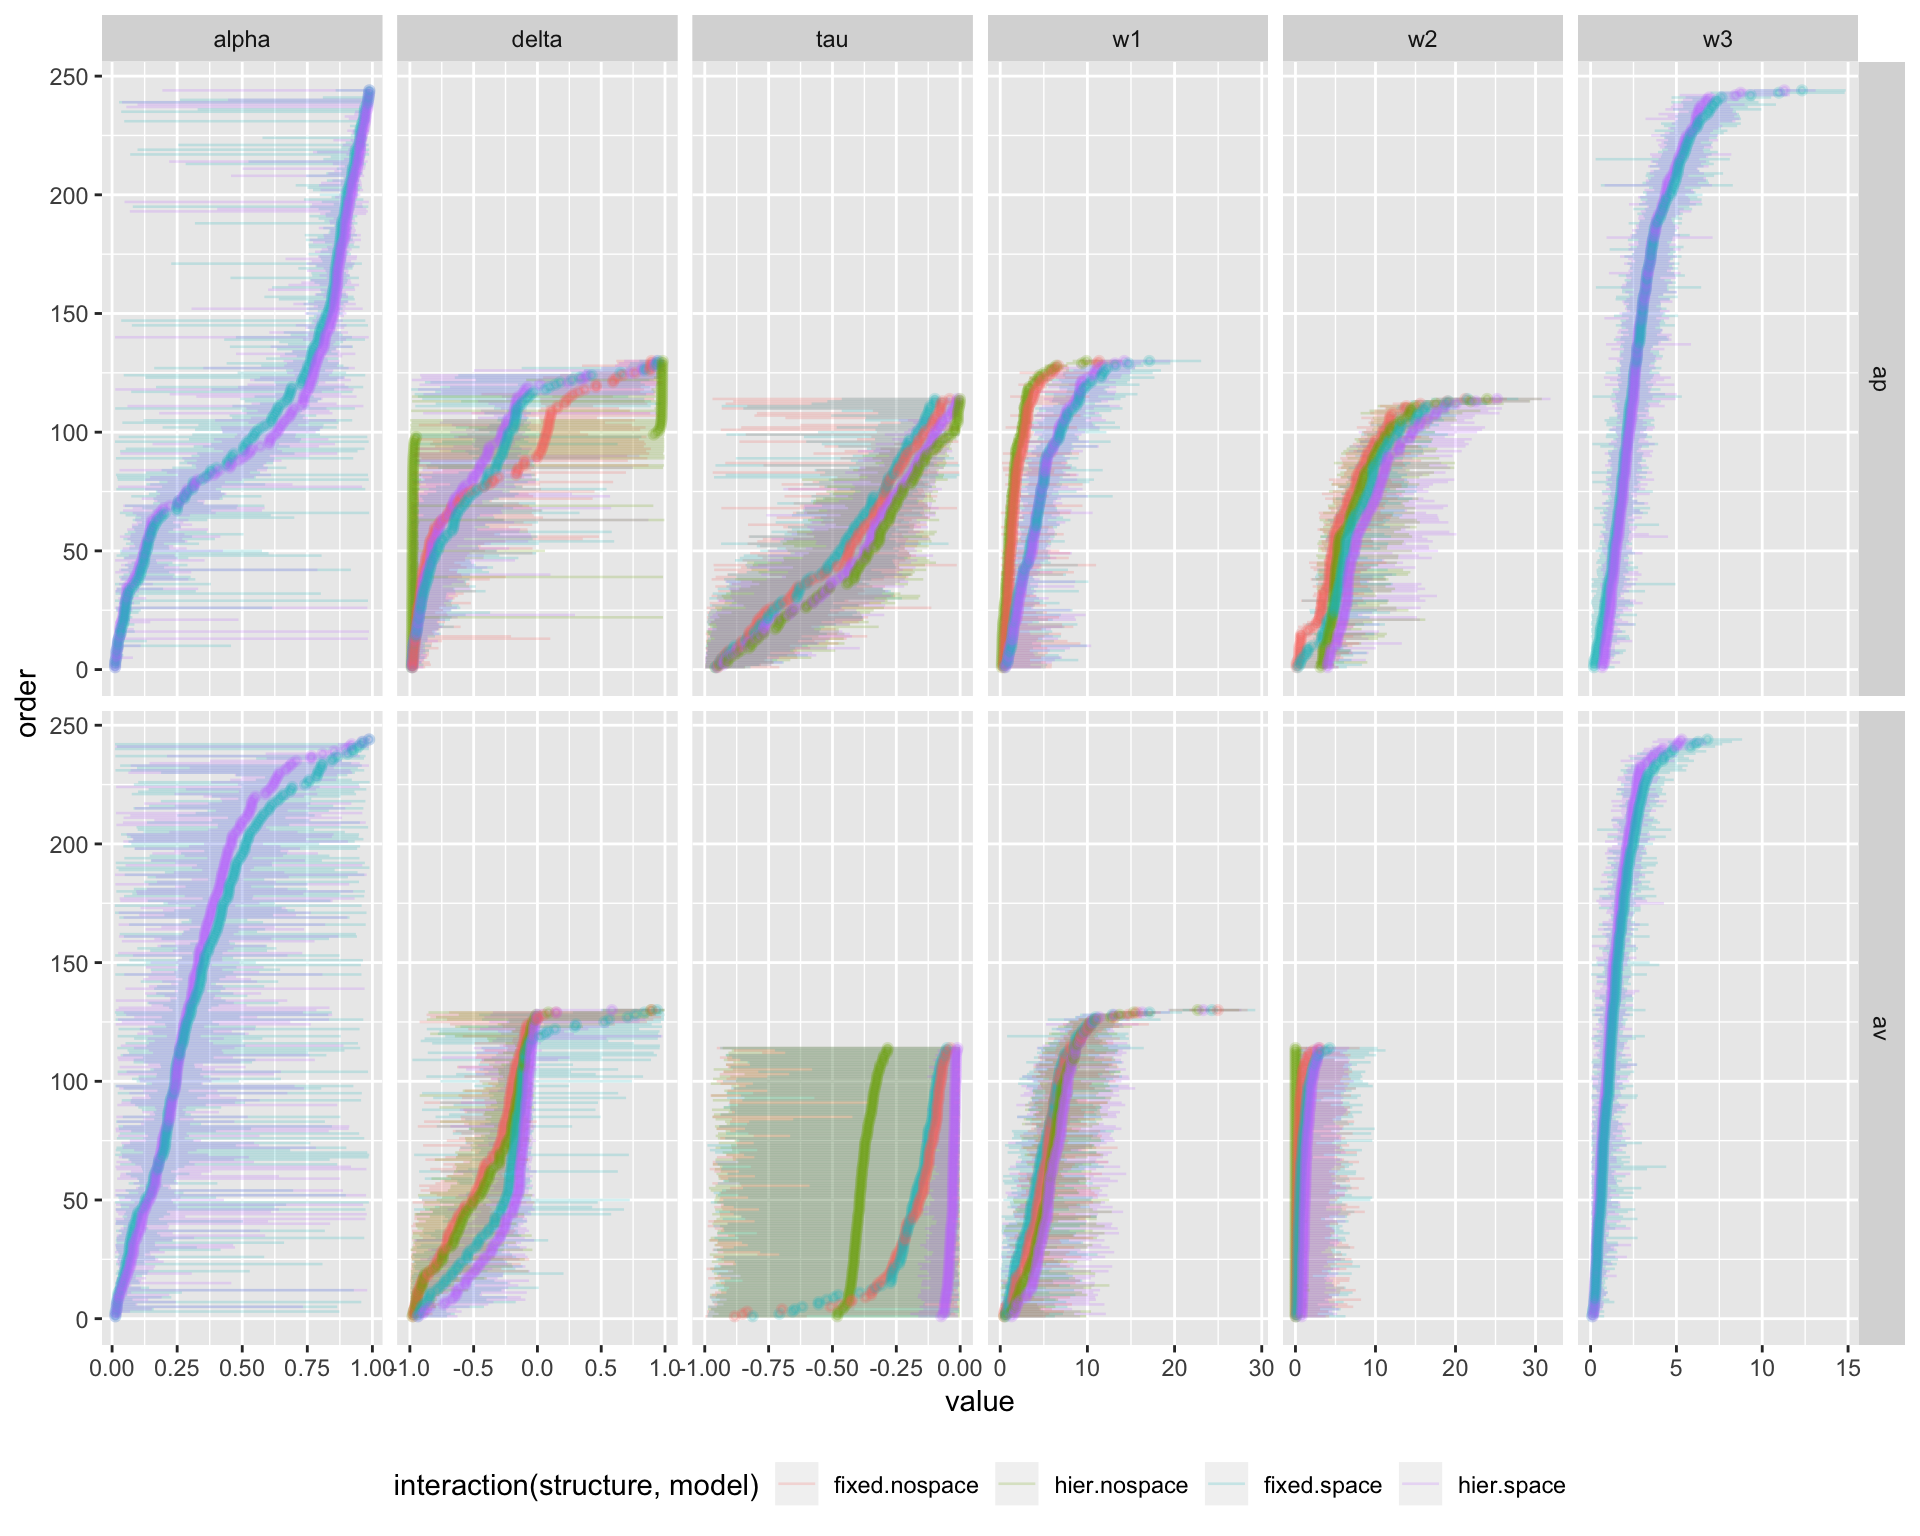 alpha delta tau w1 w2 w3
250
200
150
100
50
0
ap
order
250
200
150
100
50
0
av
0.00 0.25 0.50 0.75 1.00 -1.0 -0.5 0.0 0.5 1.0 -1.00 -0.75 -0.50 -0.25 0.00 0 10 20 30 0 10 20 30 0 5 10 15
value
interaction(structure, model) fixed.nospace hier.nospace fixed.space hier.space